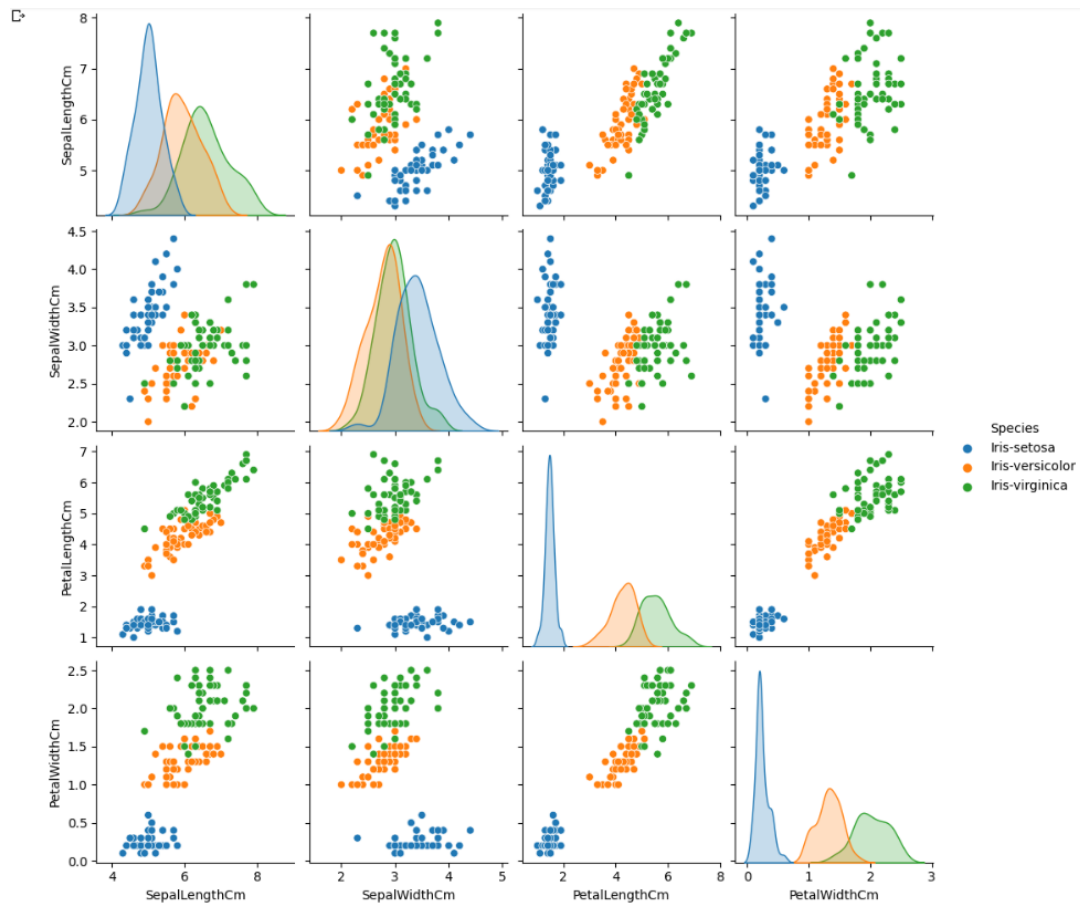 8
7
6
5
SepalLengthCm
4.5
4.0
3.5
3.0
2.5
2.0
SepalWidthCm
Species
Iris-setosa
Iris-versicolor
Iris-virginica
7
6
5
4
3
2
1
PetalLengthCm
2.5
2.0
1.5
1.0
0.5
0.0
PetalWidthCm
4 6 8
2 3 4 5
2 4 6 8
0 1 2 3
SepalLengthCm
SepalWidthCm
PetalLengthCm
PetalWidthCm